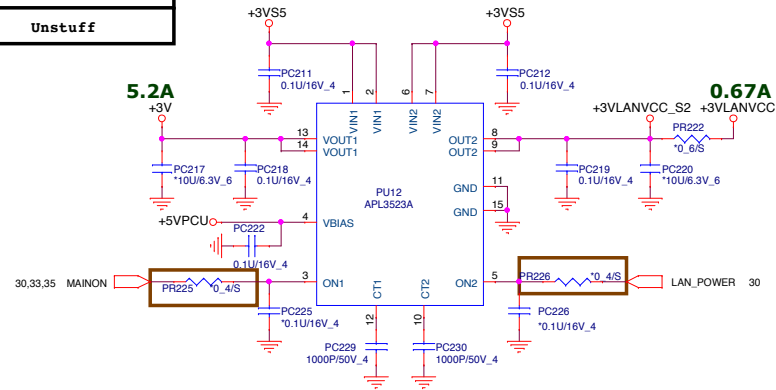 Unstuff
+3VS5
+3VS5
PC211
0.1U/16V_4
PC212
0.1U/16V_4
5.2A
+3V
0.67A
+3VLANVCC_S2
+3VLANVCC
PR222
*0_6/S
1
2
6
7
VIN1
VIN1
VIN2
VIN2
13
VOUT1
14
VOUT1
8
OUT2
9
OUT2
PC217
*10U/6.3V_6
PC218
0.1U/16V_4
PC219
0.1U/16V_4
PC220
*10U/6.3V_6
PU12
APL3523A
11
GND
15
GND
+5VPCU
4
VBIAS
PC222
0.1U/16V_4
30,33,35 MAINON
PR225
*0_4/S
3
ON1
CT1
CT2
ON2
5
PR226
*0_4/S
LAN_POWER 30
PC225
*0.1U/16V_4
12
10
PC226
*0.1U/16V_4
PC229
1000P/50V_4
PC230
1000P/50V_4